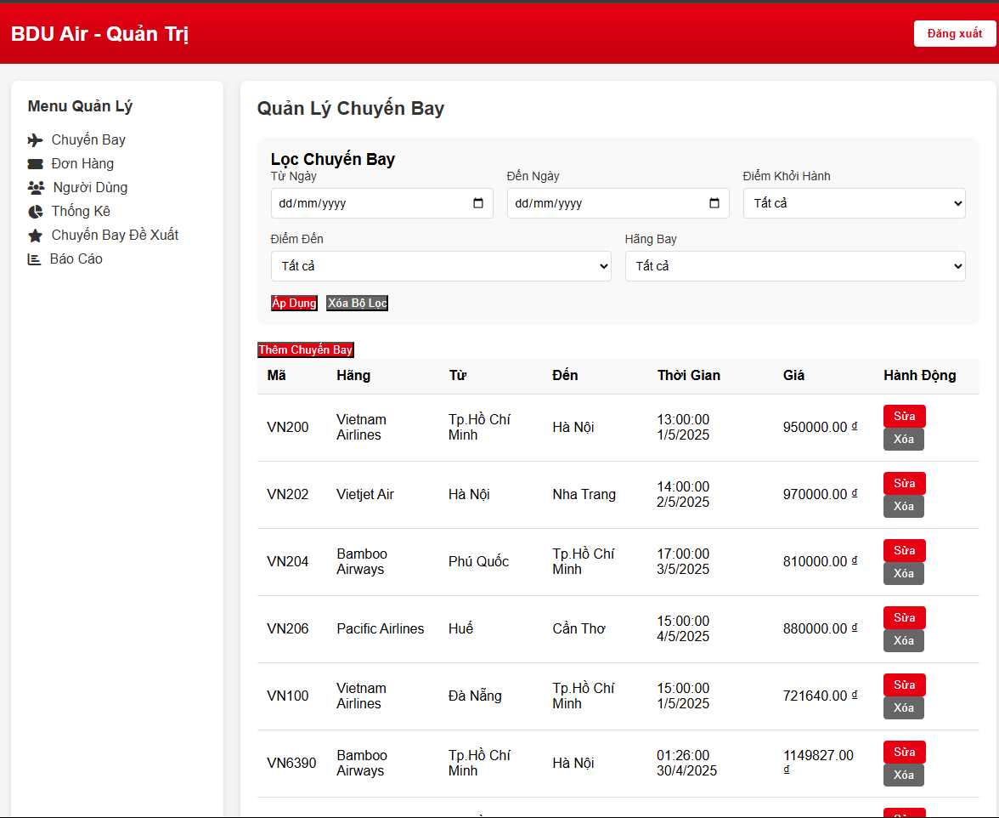 BDU Air - Quản Trị
Đăng xuất
Menu Quản Lý
Chuyến Bay
Đơn Hàng
Người Dùng
Thống Kê
Chuyến Bay Đề Xuất
Báo Cáo
Quản Lý Chuyến Bay
Lọc Chuyến Bay
Từ Ngày Đến Ngày Điểm Khởi Hành
dd/mm/yyyy dd/mm/yyyy Tất cả
Điểm Đến Hãng Bay
Tất cả Tất cả
Áp Dụng Xóa Bộ Lọc
Thêm Chuyến Bay
Mã Hãng Từ Đến Thời Gian Giá Hành Động
VN200 Vietnam Airlines Tp.Hồ Chí Minh Hà Nội 13:00:00 1/5/2025 950000.00 ₫ Sửa Xóa
VN202 Vietjet Air Hà Nội Nha Trang 14:00:00 2/5/2025 970000.00 ₫ Sửa Xóa
VN204 Bamboo Airways Phú Quốc Tp.Hồ Chí Minh 17:00:00 3/5/2025 810000.00 ₫ Sửa Xóa
VN206 Pacific Airlines Huế Cần Thơ 15:00:00 4/5/2025 880000.00 ₫ Sửa Xóa
VN100 Vietnam Airlines Đà Nẵng Tp.Hồ Chí Minh 15:00:00 1/5/2025 721640.00 ₫ Sửa Xóa
VN6390 Bamboo Airways Tp.Hồ Chí Minh Hà Nội 01:26:00 30/4/2025 1149827.00 ₫ Sửa Xóa